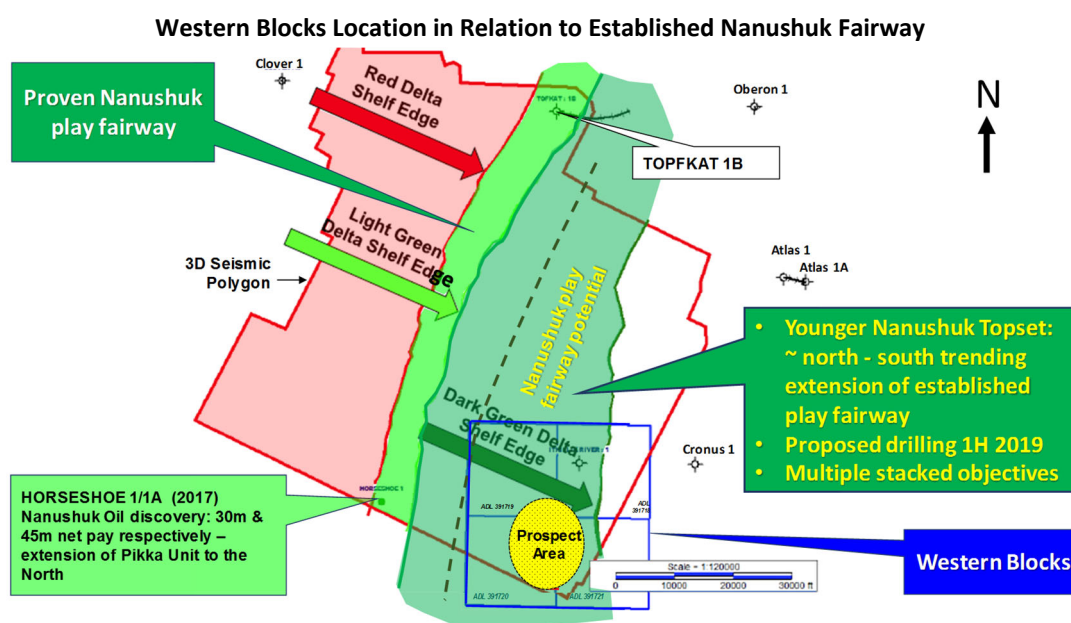 Western Blocks Location in Relation to Established Nanushuk Fairway
Clover 1
Proven Nanushuk
play fairway
Red Delta
Shelf Edge
TOPFKAT 1B
Oberon 1
N
Light Green
Delta Shelf Edge
3D Seismic
Polygon
Atlas 1
Atlas 1A
Nanushuk play
fairway potential
• Younger Nanushuk Topset:
~ north - south trending
extension of established
play fairway
• Proposed drilling 1H 2019
• Multiple stacked objectives
Dark Green Delta
Shelf Edge
Cronus 1
HORSESHOE 1
HORSESHOE 1/1A (2017)
Nanushuk Oil discovery: 30m &
45m net pay respectively –
extension of Pikka Unit to the
North
ADL 391719
ADL
391718
Prospect
Area
Western Blocks
Scale = 1:120000
0 10000 20000 30000 ft
ADL 391720
ADL 391721